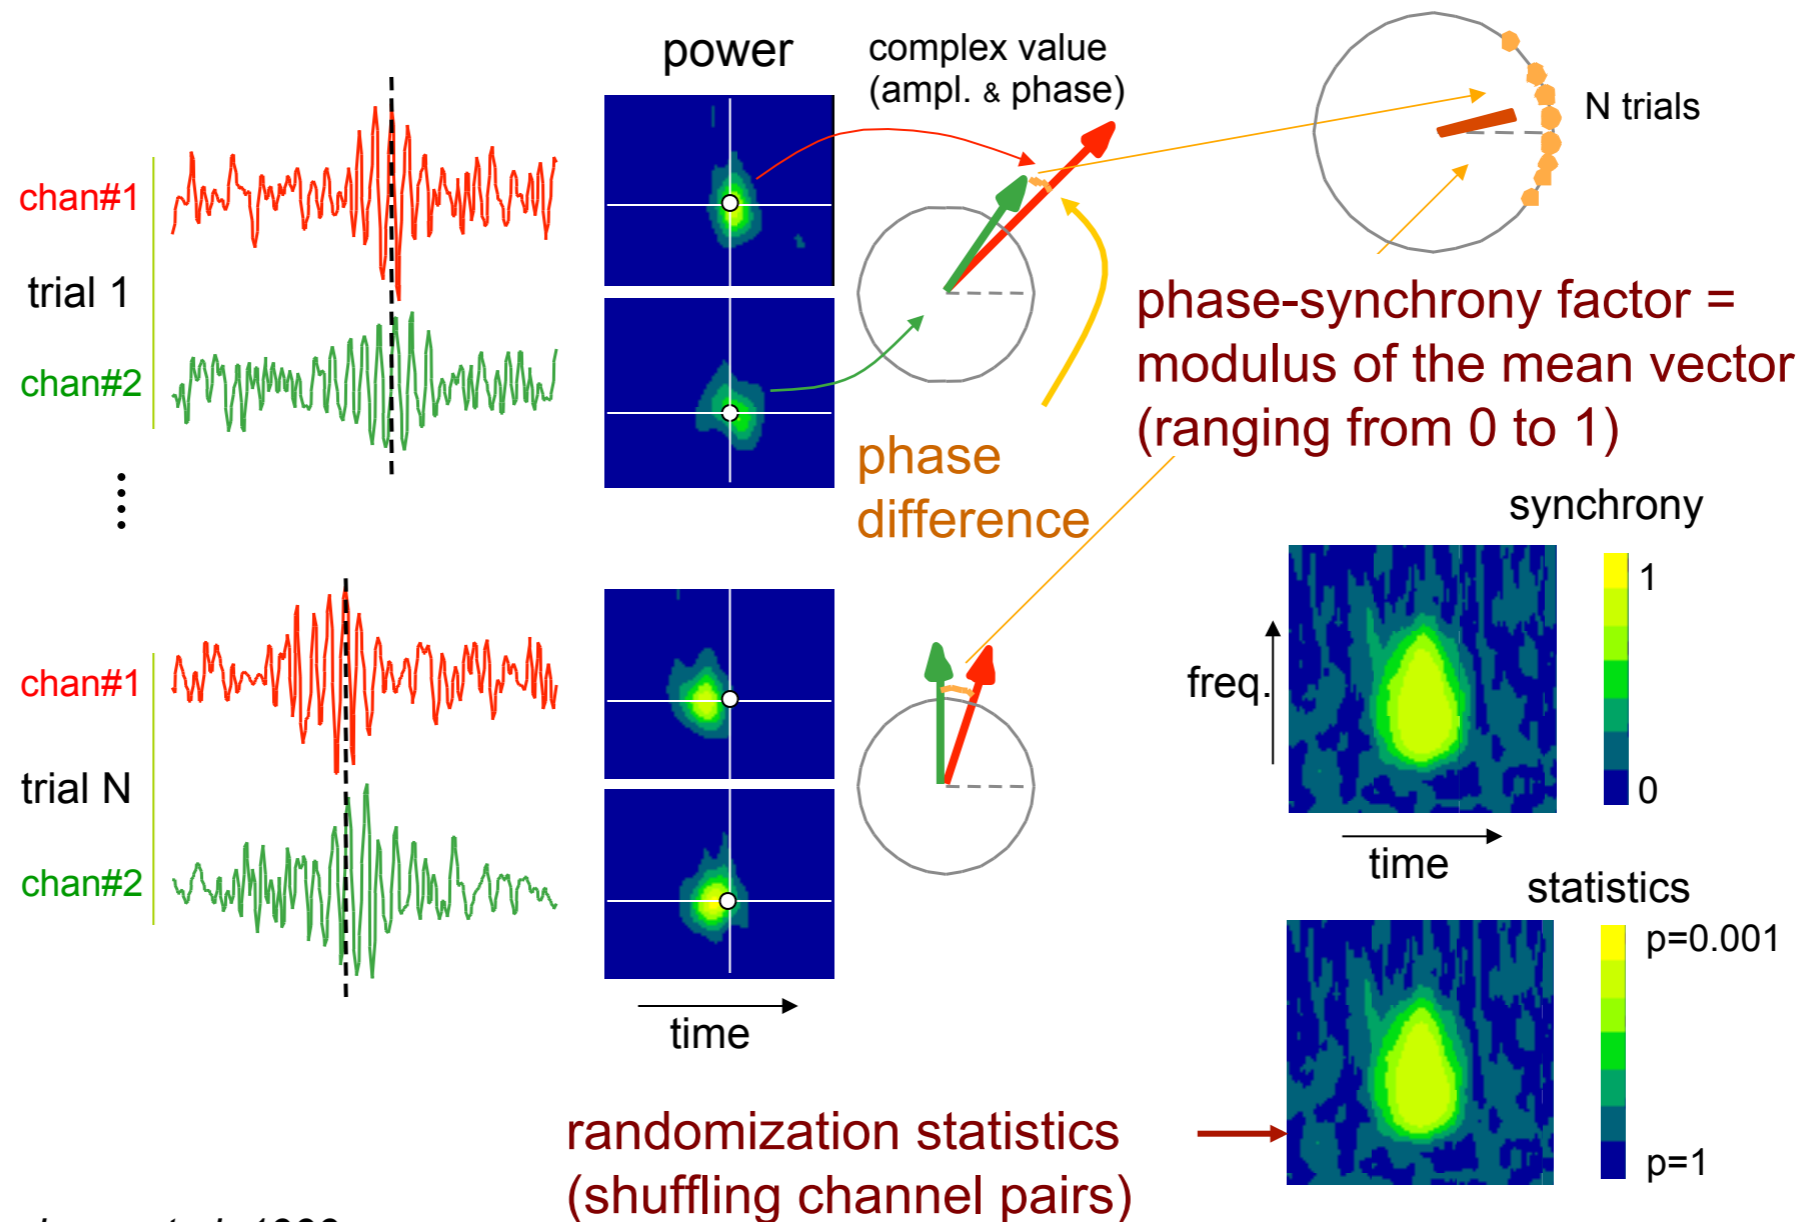 power
complex value
(ampl. & phase)
N trials
chan#1
trial 1
chan#2
phase-synchrony factor =
modulus of the mean vector
(ranging from 0 to 1)
phase
difference
synchrony
1
0
freq.
time
chan#1
trial N
chan#2
time
statistics
p=0.001
p=1
randomization statistics
(shuffling channel pairs)